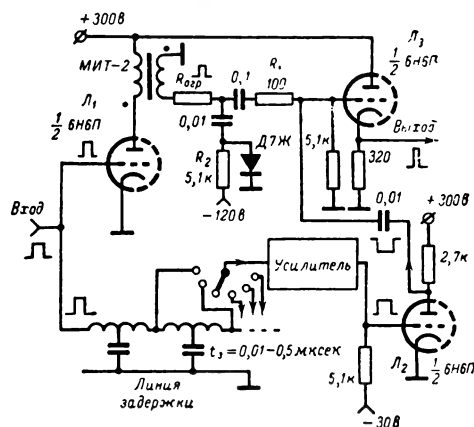 +300В
МИТ-2
Л₁
½ 6Н6П
Rогр
0,1
R₁
100
0,01
R₂
5,1к
Д7Ж
-120В
Л₃
½ 6Н6П
Выход
5,1к
320
0,01
+300В
2,7к
Вход
Усилитель
t₃ = 0,01-0,5 мксек
Линия
задержки
5,1к
-30В
Л₂
½ 6Н6П